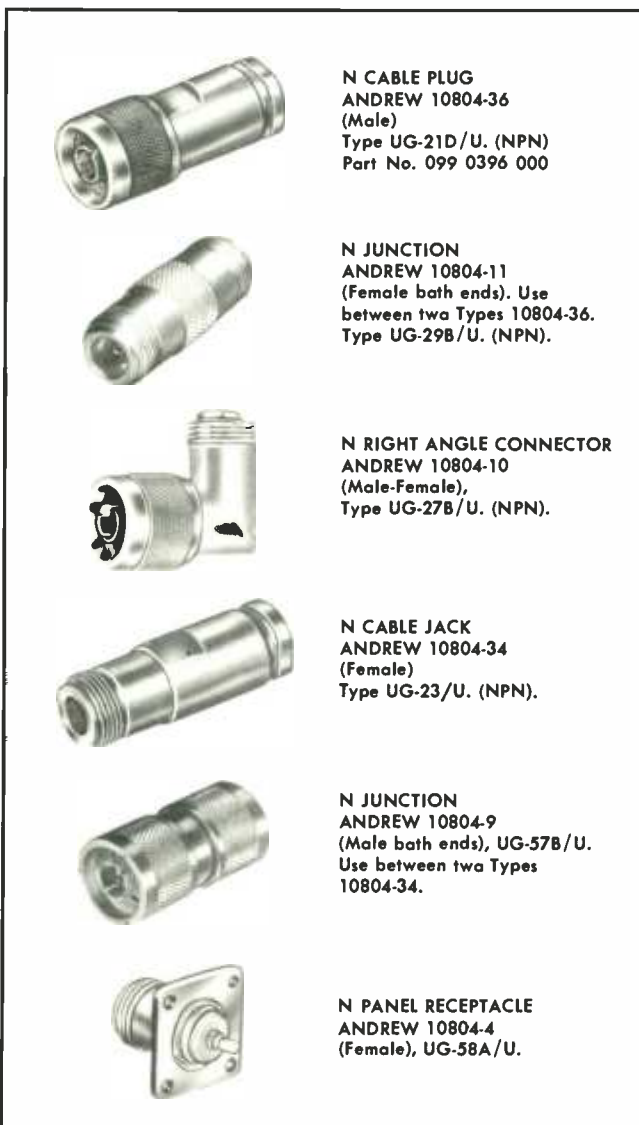 N CABLE PLUG
ANDREW 10804-36
(Male)
Type UG-21D/U. (NPN)
Part No. 099 0396 000
N JUNCTION
ANDREW 10804-11
(Female bath ends). Use
between twa Types 10804-36.
Type UG-29B/U. (NPN).
N RIGHT ANGLE CONNECTOR
ANDREW 10804-10
(Male-Female),
Type UG-27B/U. (NPN).
N CABLE JACK
ANDREW 10804-34
(Female)
Type UG-23/U. (NPN).
N JUNCTION
ANDREW 10804-9
(Male bath ends), UG-57B/U.
Use between twa Types
10804-34.
N PANEL RECEPTACLE
ANDREW 10804-4
(Female), UG-58A/U.